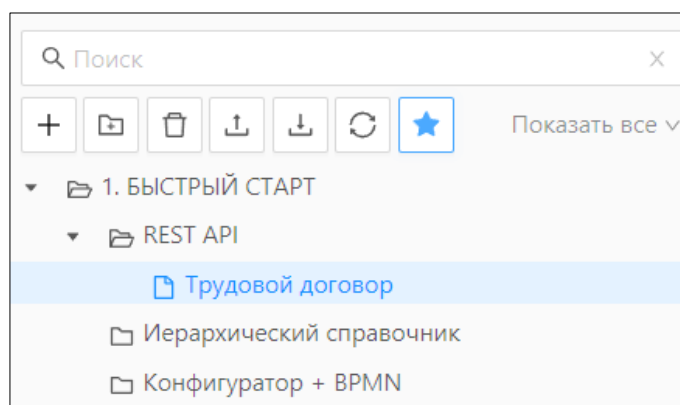 Поиск
Показать все
1. БЫСТРЫЙ СТАРТ
REST API
Трудовой договор
Иерархический справочник
Конфигуратор + BPMN